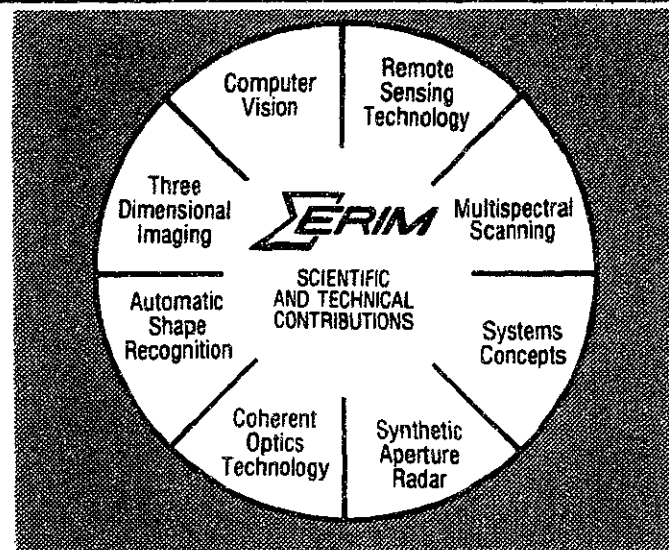 Computer
Vision
Remote
Sensing
Technology
Three
Dimensional
Imaging
ERIM
Multispectral
Scanning
SCIENTIFIC
AND TECHNICAL
CONTRIBUTIONS
Automatic
Shape
Recognition
Systems
Concepts
Coherent
Optics
Technology
Synthetic
Aperture
Radar